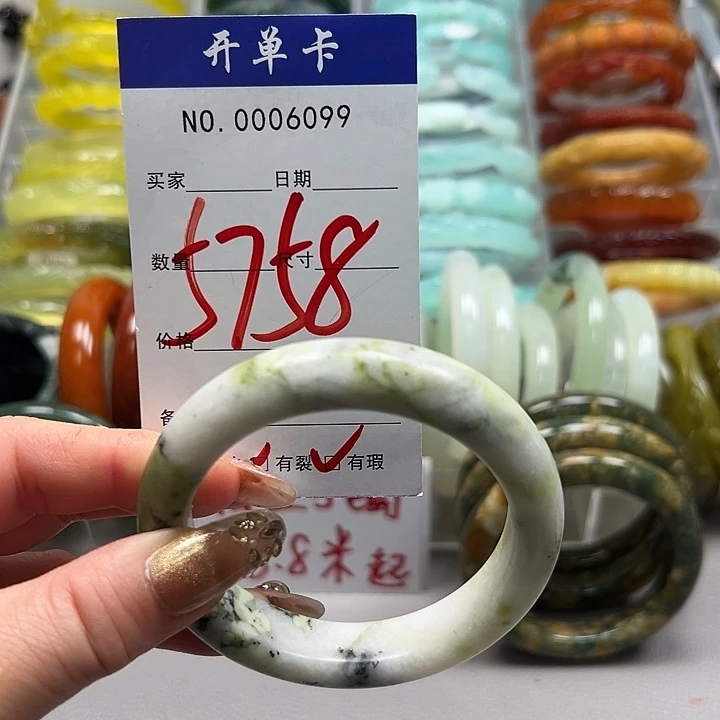 开单卡
NO.0006099
买家 日期
数量 尺寸
5758
价格
备
有裂 有瑕
8米起